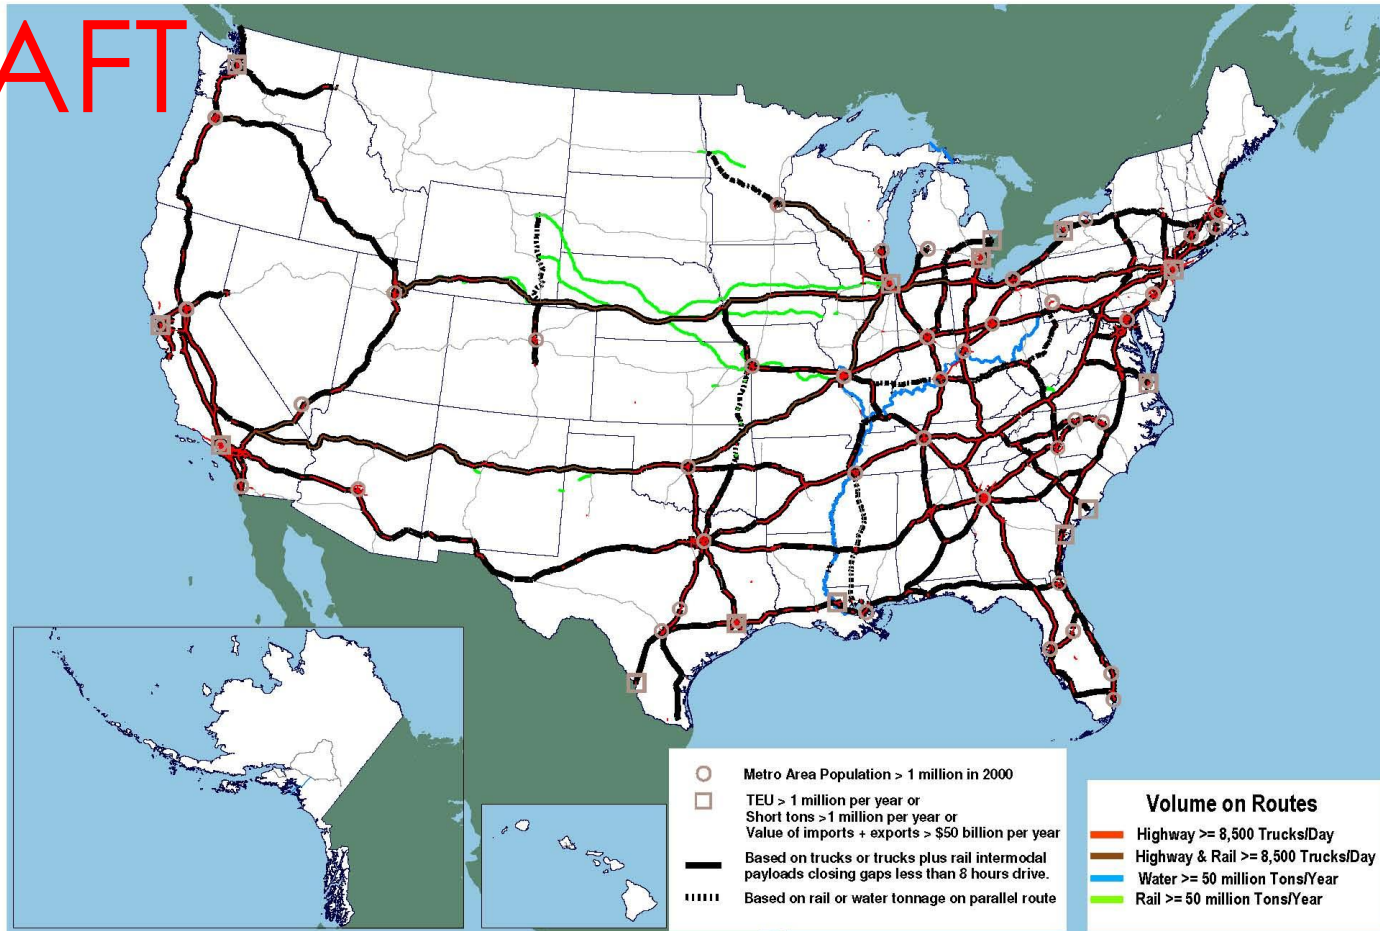 AFT
Metro Area Population > 1 million in 2000
TEU > 1 million per year or
Short tons >1 million per year or
Value of imports + exports > $50 billion per year
Based on trucks or trucks plus rail intermodal
payloads closing gaps less than 8 hours drive.
Based on rail or water tonnage on parallel route
Volume on Routes
Highway >= 8,500 Trucks/Day
Highway & Rail >= 8,500 Trucks/Day
Water >= 50 million Tons/Year
Rail >= 50 million Tons/Year